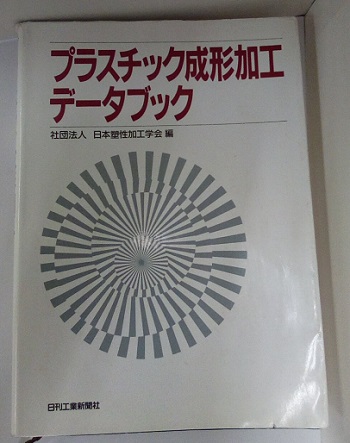 プラスチック成形加工
データブック
社団法人 日本塑性加工学会 編
日刊工業新聞社